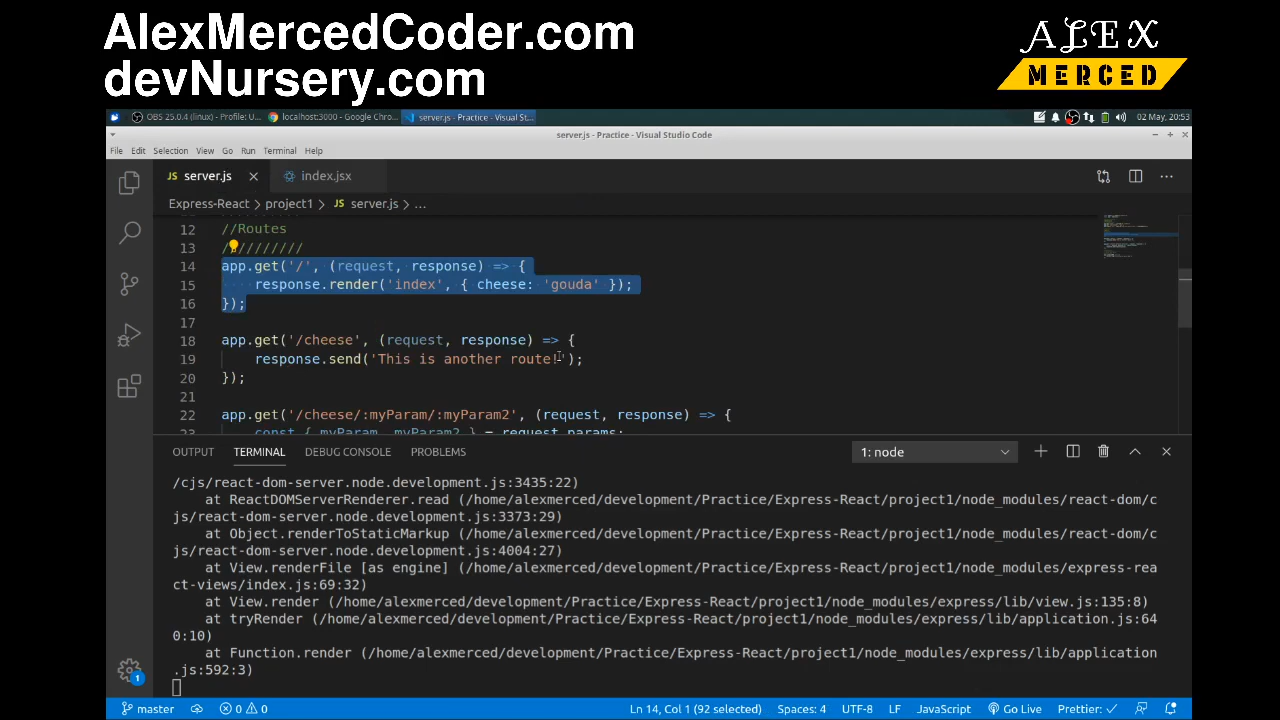 AlexMercedCoder.com
devNursery.com
ALEX
MERCED
OBS 25.0.4 (linux) - Profile: U...
localhost:3000 - Google Chro...
server.js - Practice - Visual St...
02 May, 20:53
server.js - Practice - Visual Studio Code
File Edit Selection View Go Run Terminal Help
JS server.js
index.jsx
Express-React > project1 > JS server.js > ...
12 //Routes
13 /////////
14 app.get('/', (request, response) => {
15 response.render('index', { cheese: 'gouda' });
16 });
17
18 app.get('/cheese', (request, response) => {
19 response.send('This is another route!');
20 });
21
22 app.get('/cheese/:myParam/:myParam2', (request, response) => {
const { myParam, myParam2 } = request.params;
OUTPUT TERMINAL DEBUG CONSOLE PROBLEMS 1: node
/cjs/react-dom-server.node.development.js:3435:22)
at ReactDOMServerRenderer.read (/home/alexmerced/development/Practice/Express-React/project1/node_modules/react-dom/c
js/react-dom-server.node.development.js:3373:29)
at Object.renderToStaticMarkup (/home/alexmerced/development/Practice/Express-React/project1/node_modules/react-dom/c
js/react-dom-server.node.development.js:4004:27)
at View.renderFile [as engine] (/home/alexmerced/development/Practice/Express-React/project1/node_modules/express-rea
ct-views/index.js:69:32)
at View.render (/home/alexmerced/development/Practice/Express-React/project1/node_modules/express/lib/view.js:135:8)
at tryRender (/home/alexmerced/development/Practice/Express-React/project1/node_modules/express/lib/application.js:64
0:10)
at Function.render (/home/alexmerced/development/Practice/Express-React/project1/node_modules/express/lib/application
.js:592:3)
1
master 0 0 Ln 14, Col 1 (92 selected) Spaces: 4 UTF-8 LF JavaScript Go Live Prettier: ✓